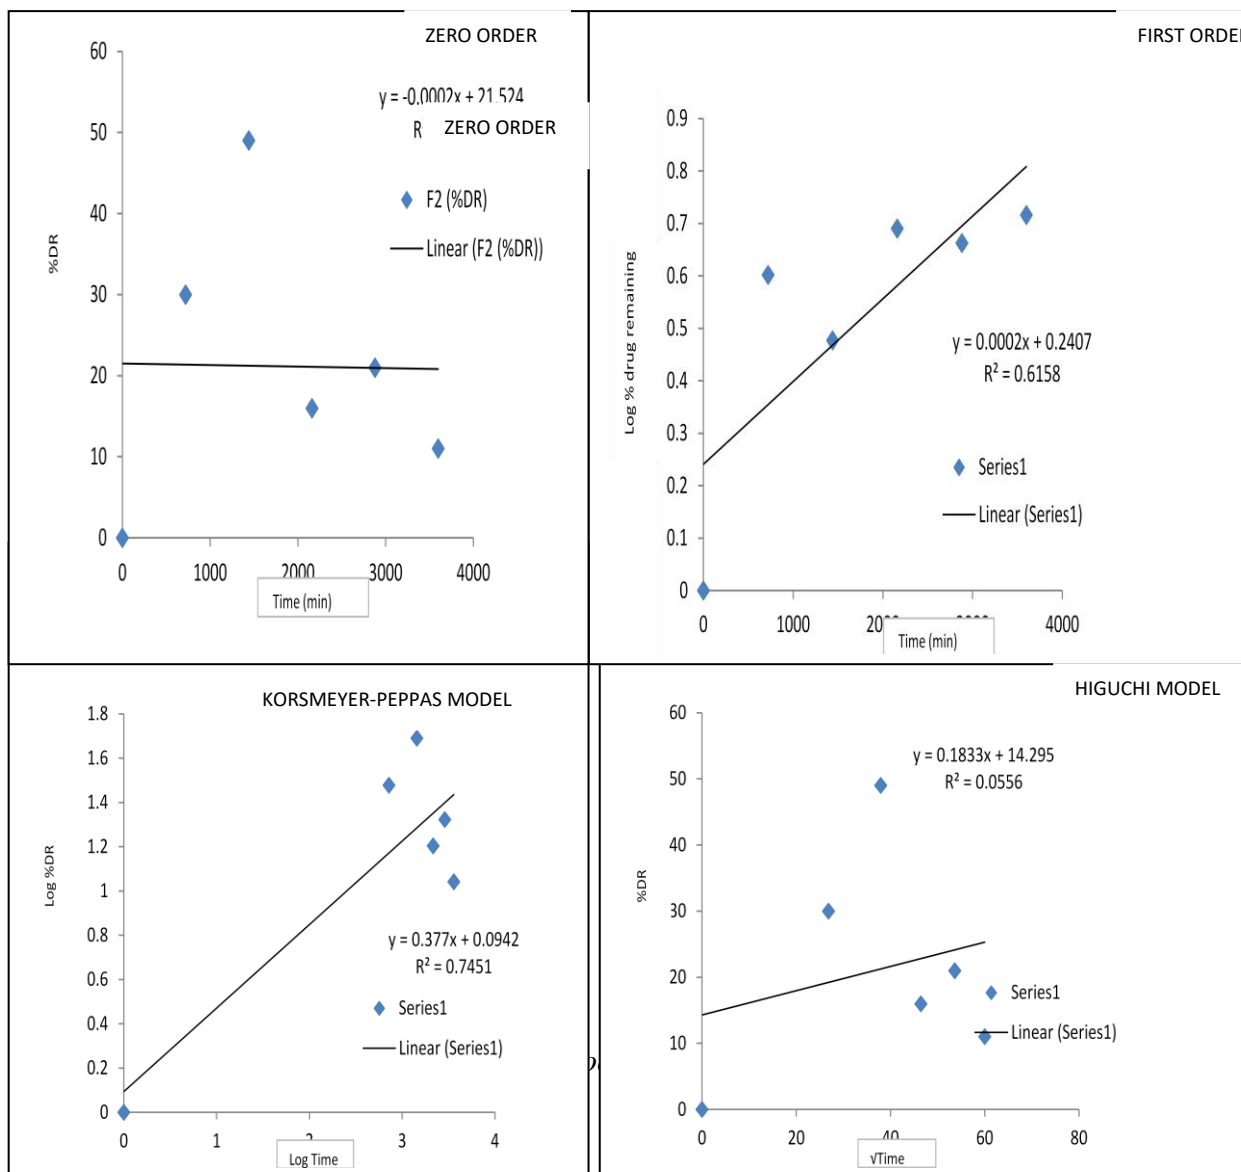 ZERO ORDER
60
y = -0.0002x + 21.524
R
ZERO ORDER
50
F2 (%DR)
40
Linear (F2 (%DR))
%DR
30
20
10
0
0 1000 2000 3000 4000
Time (min)
FIRST ORDER
0.9
0.8
0.7
0.6
Log % drug remaining
0.5
y = 0.0002x + 0.2407
R² = 0.6158
0.4
0.3
Series1
0.2
Linear (Series1)
0.1
0
0 1000 4000
Time (min)
KORSMEYER-PEPPAS MODEL
1.8
1.6
1.4
1.2
Log %DR
1
0.8
y = 0.377x + 0.0942
R² = 0.7451
0.6
Series1
0.4
Linear (Series1)
0.2
0
0 1 2 3 4
Log Time
HIGUCHI MODEL
60
y = 0.1833x + 14.295
R² = 0.0556
50
40
%DR
30
20
Series1
10
Linear (Series1)
0
0 20 40 60 80
√Time